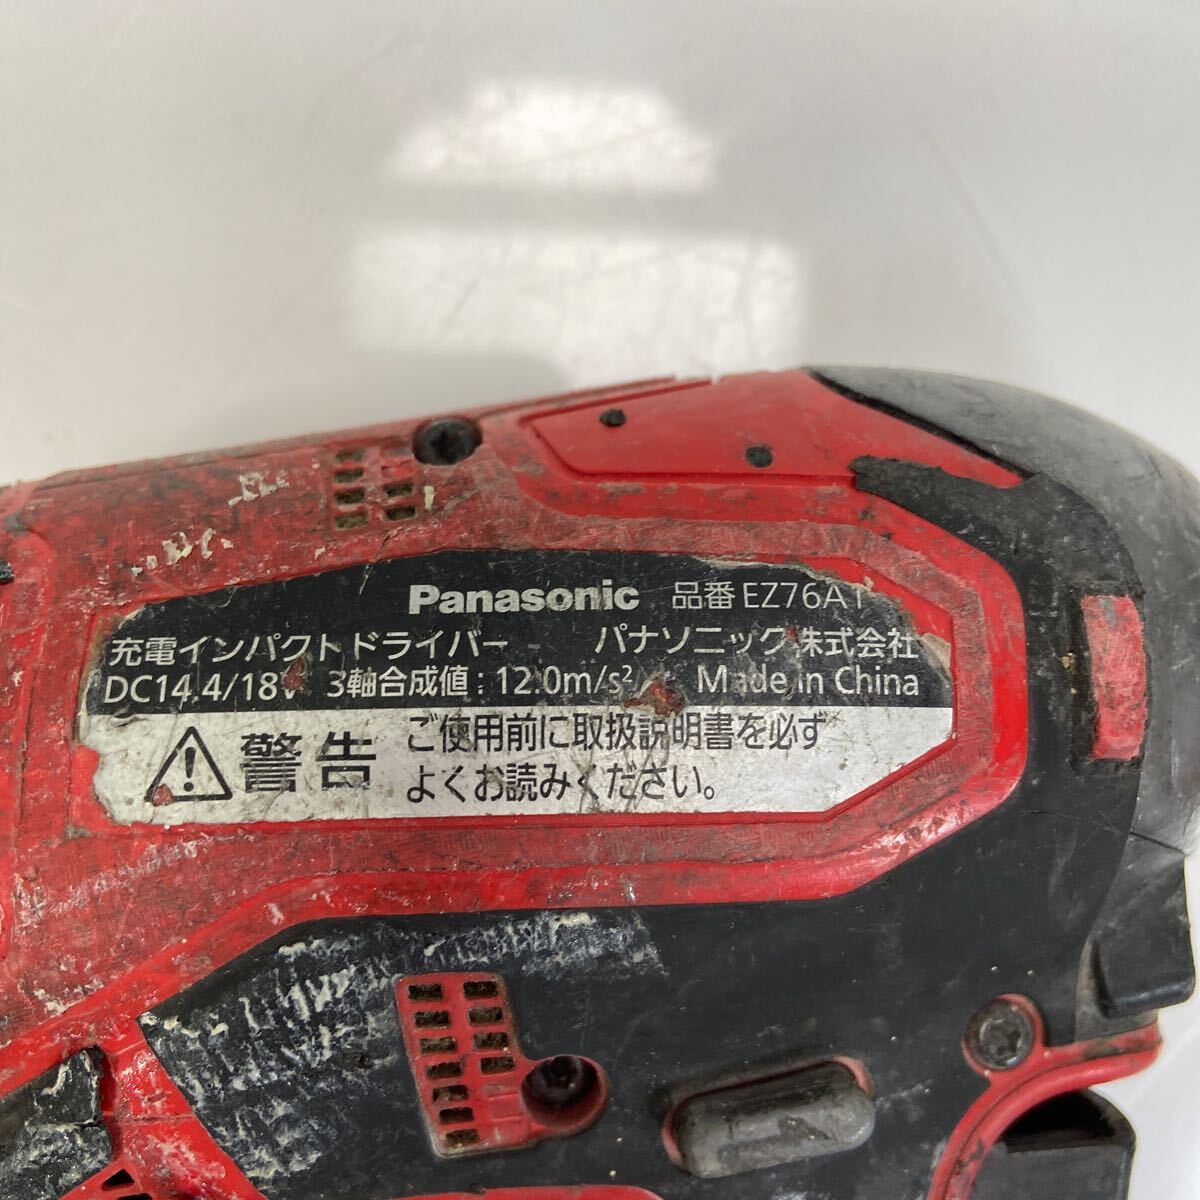 Panasonic 品番 EZ76A1
充電インパクトドライバー パナソニック株式会社
DC14.4/18V 3軸合成値:12.0m/s² Made in China
警告 ご使用前に取扱説明書を必ず
よくお読みください。